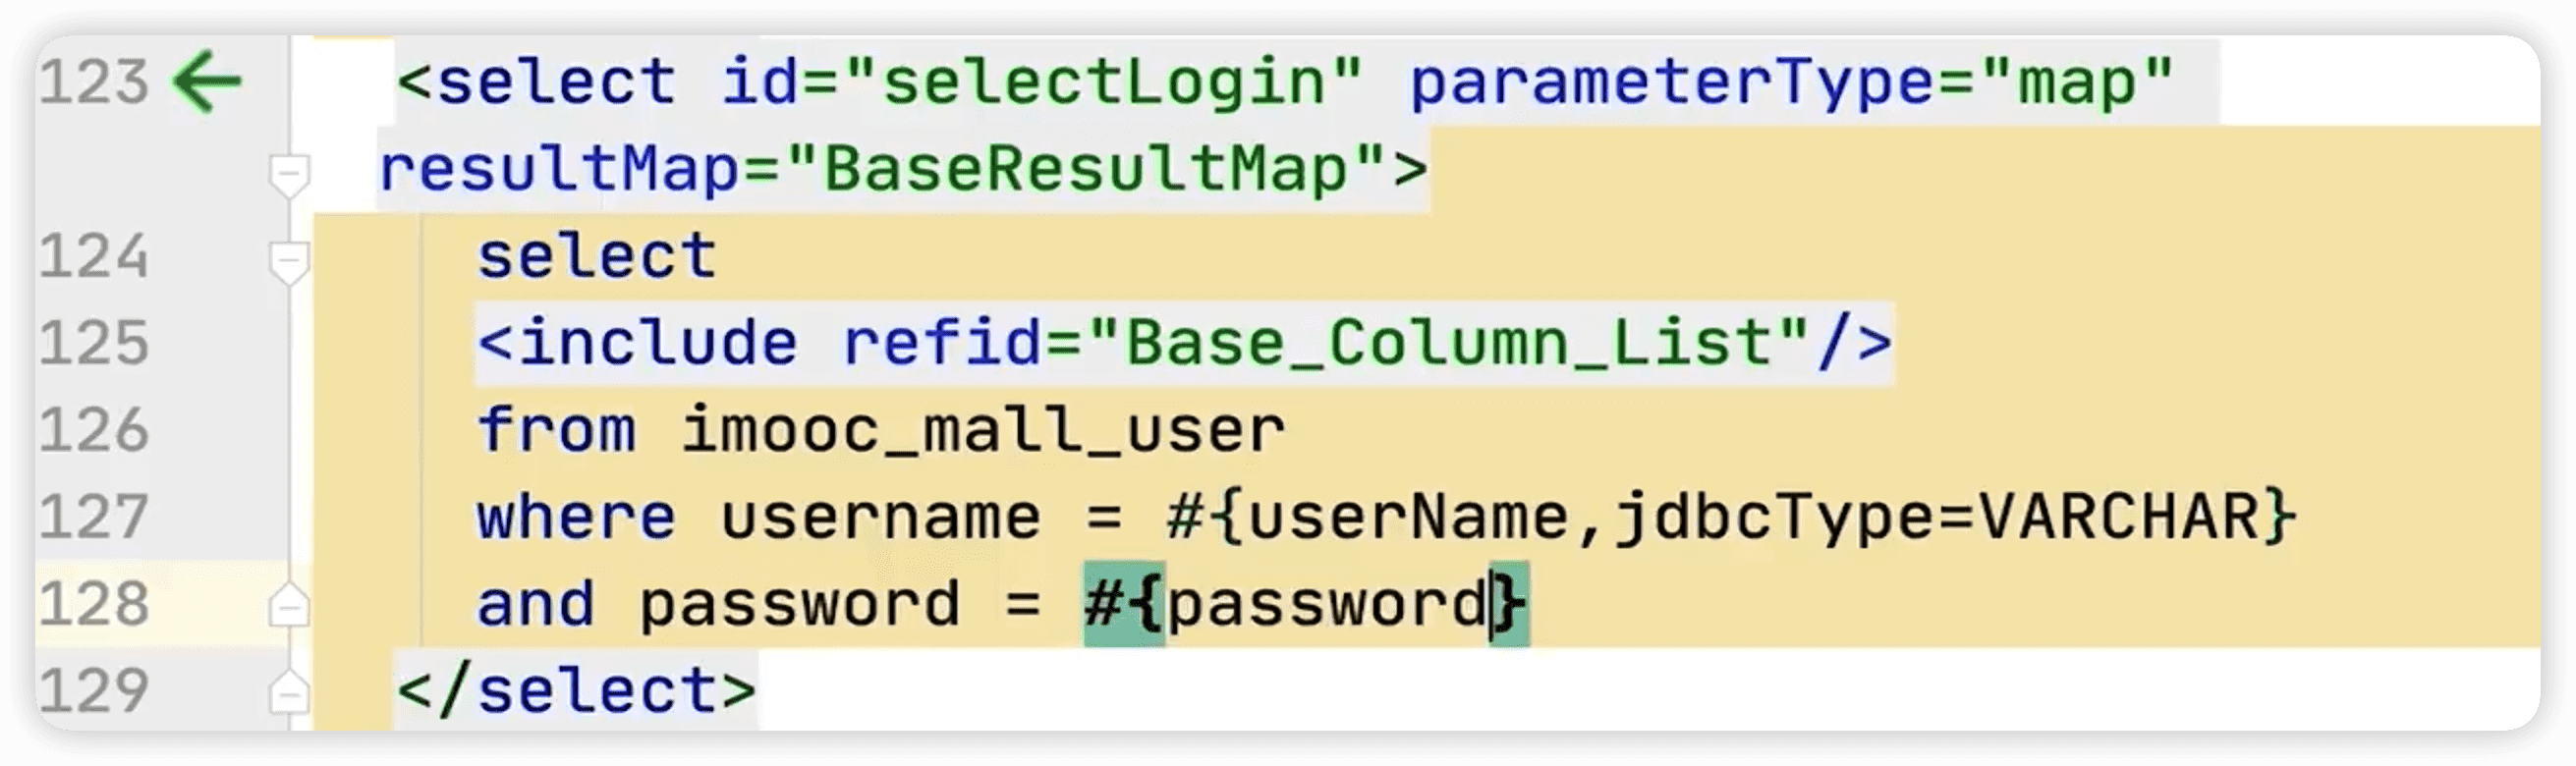 123 <select id="selectLogin" parameterType="map"
resultMap="BaseResultMap">
124 select
125 <include refid="Base_Column_List"/>
126 from imooc_mall_user
127 where username = #{userName,jdbcType=VARCHAR}
128 and password = #{password}
129 </select>